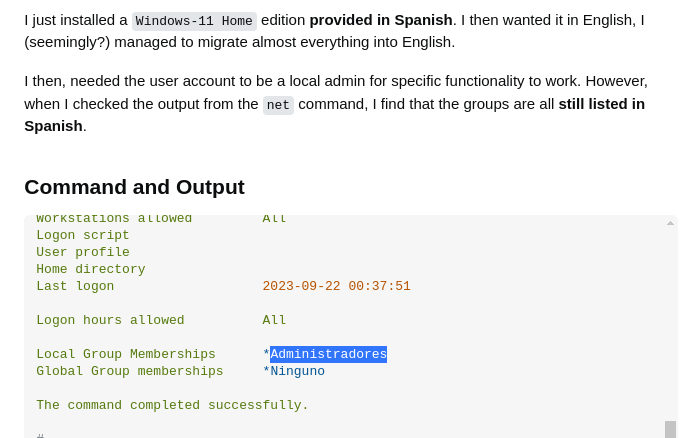 I just installed a Windows-11 Home edition provided in Spanish. I then wanted it in English, I
(seemingly?) managed to migrate almost everything into English.
I then, needed the user account to be a local admin for specific functionality to work. However,
when I checked the output from the net command, I find that the groups are all still listed in
Spanish.
Command and Output
Workstations allowed          All
Logon script
User profile
Home directory
Last logon                   2023-09-22 00:37:51
Logon hours allowed          All
Local Group Memberships      *Administradores
Global Group memberships     *Ninguno
The command completed successfully.
#